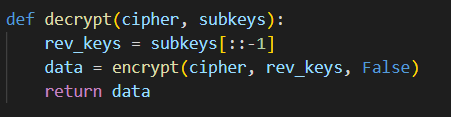 def decrypt(cipher, subkeys):
    rev_keys = subkeys[::-1]
    data = encrypt(cipher, rev_keys, False)
    return data